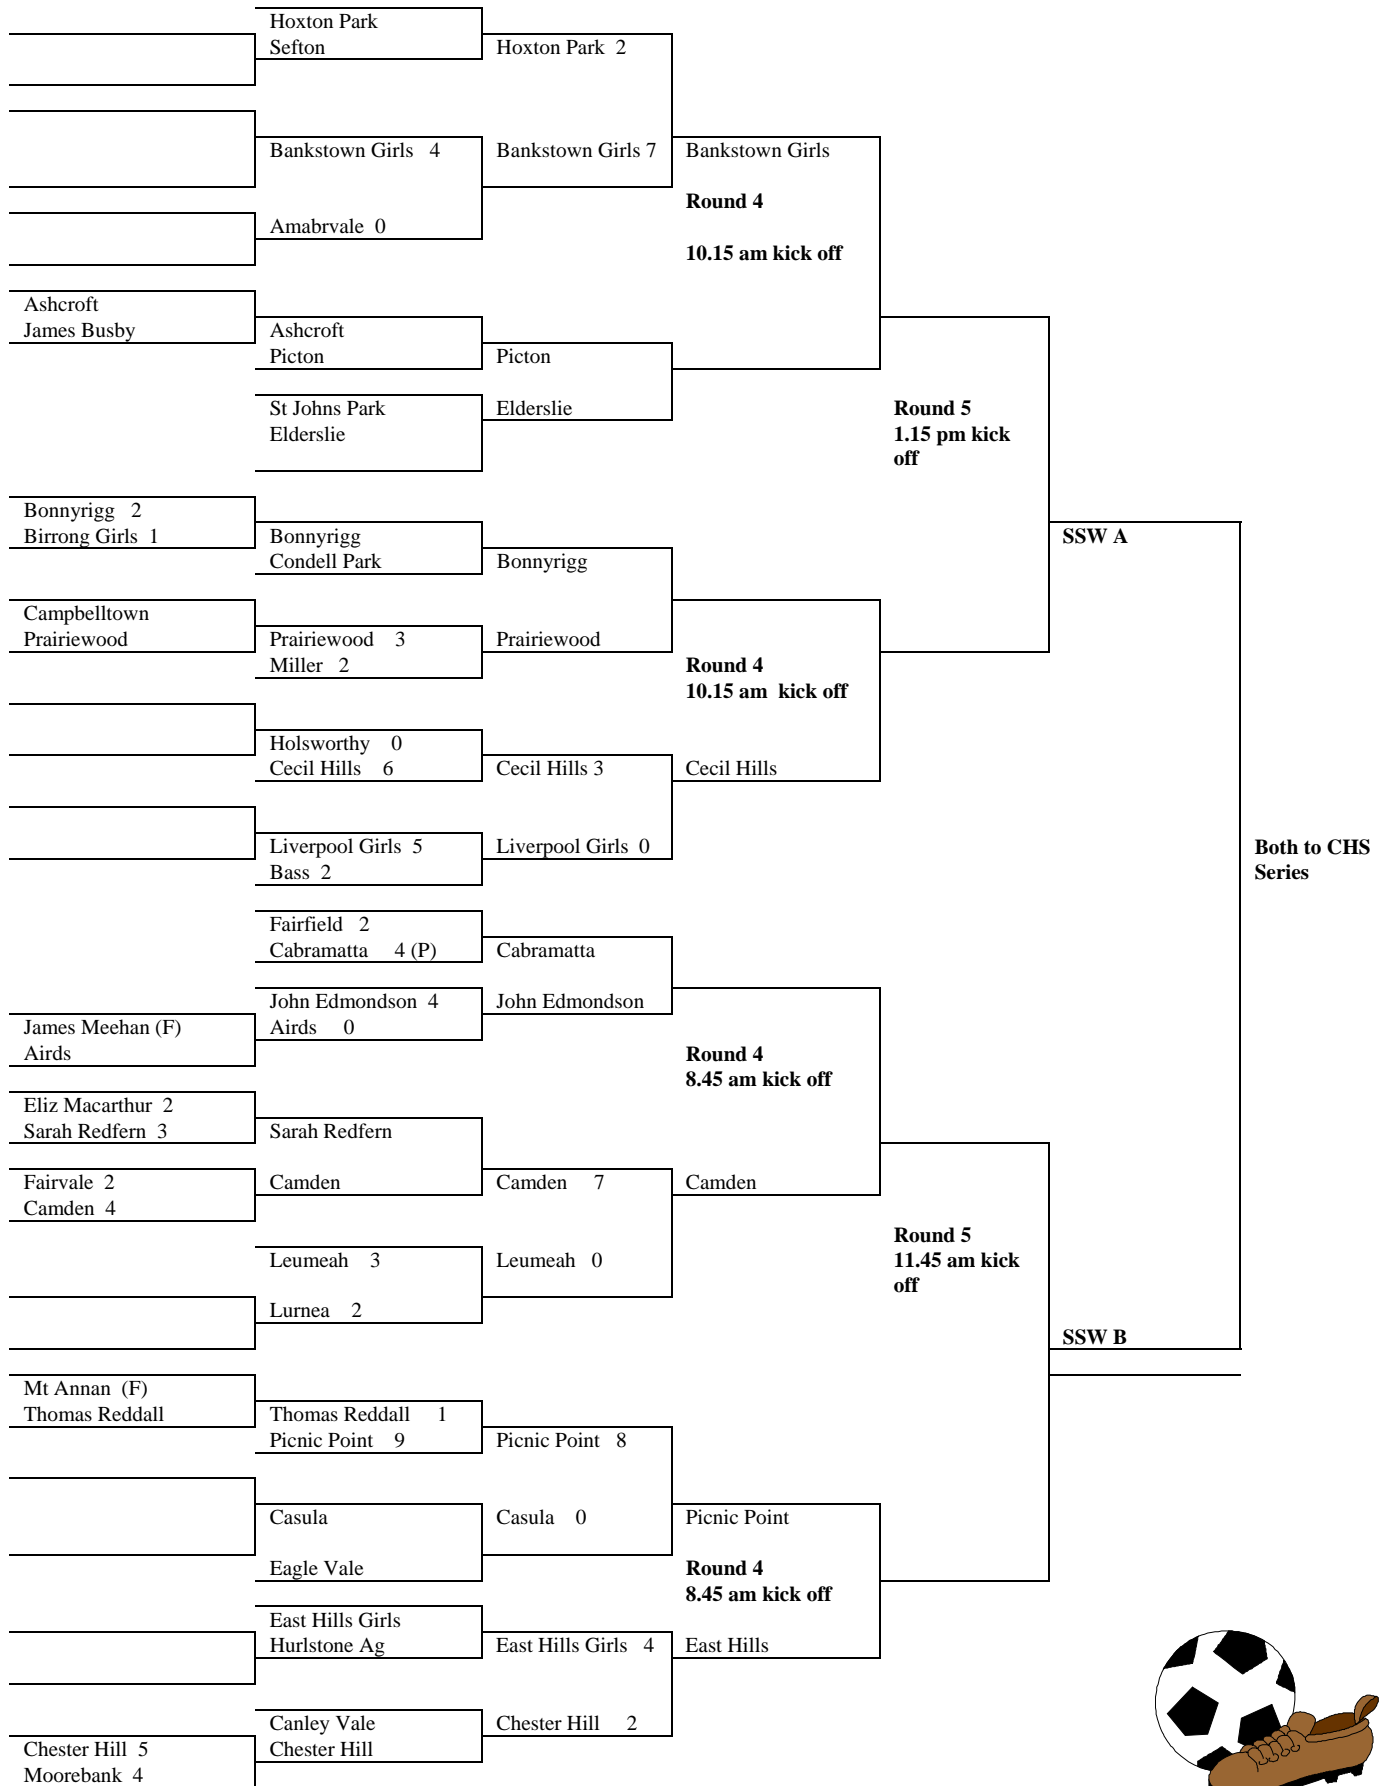 Hoxton Park
Sefton
Hoxton Park 2
Bankstown Girls 4
Bankstown Girls 7
Bankstown Girls
Round 4
Amabrvale 0
10.15 am kick off
Ashcroft
James Busby
Ashcroft
Picton
Picton
St Johns Park
Elderslie
Elderslie
Round 5
1.15 pm kick
off
Bonnyrigg 2
Birrong Girls 1
Bonnyrigg
Condell Park
Bonnyrigg
SSW A
Campbelltown
Prairiewood
Prairiewood 3
Miller 2
Prairiewood
Round 4
10.15 am kick off
Holsworthy 0
Cecil Hills 6
Cecil Hills 3
Cecil Hills
Liverpool Girls 5
Bass 2
Liverpool Girls 0
Both to CHS
Series
Fairfield 2
Cabramatta 4 (P)
Cabramatta
John Edmondson 4
Airds 0
John Edmondson
James Meehan (F)
Airds
Round 4
8.45 am kick off
Eliz Macarthur 2
Sarah Redfern 3
Sarah Redfern
Fairvale 2
Camden 4
Camden
Camden 7
Camden
Leumeah 3
Leumeah 0
Lurnea 2
Round 5
11.45 am kick
off
SSW B
Mt Annan (F)
Thomas Reddall
Thomas Reddall 1
Picnic Point 9
Picnic Point 8
Casula
Casula 0
Picnic Point
Eagle Vale
Round 4
8.45 am kick off
East Hills Girls
Hurlstone Ag
East Hills Girls 4
East Hills
Canley Vale
Chester Hill
Chester Hill 2
Chester Hill 5
Moorebank 4